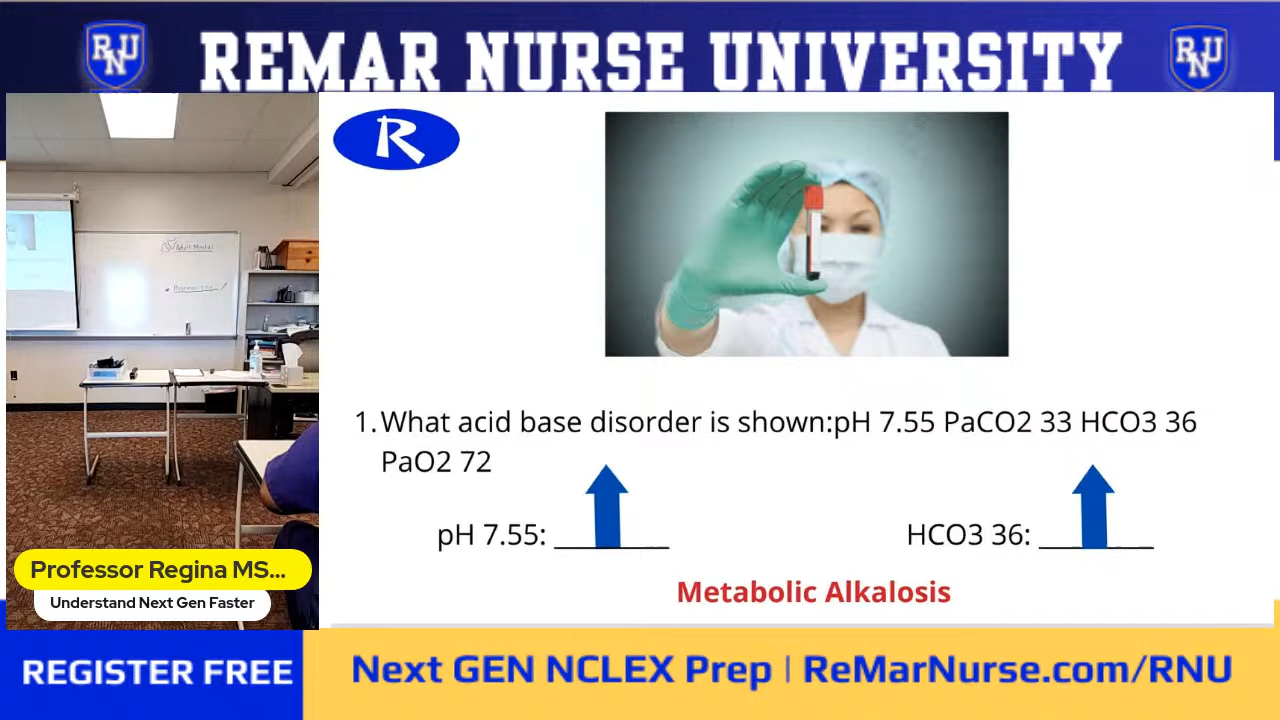 RNU
REMAR NURSE UNIVERSITY
RNU
R
1. What acid base disorder is shown:pH 7.55 PaCO2 33 HCO3 36
PaO2 72
pH 7.55:
HCO3 36:
Metabolic Alkalosis
Professor Regina MS...
Understand Next Gen Faster
REGISTER FREE
Next GEN NCLEX Prep | ReMarNurse.com/RNU